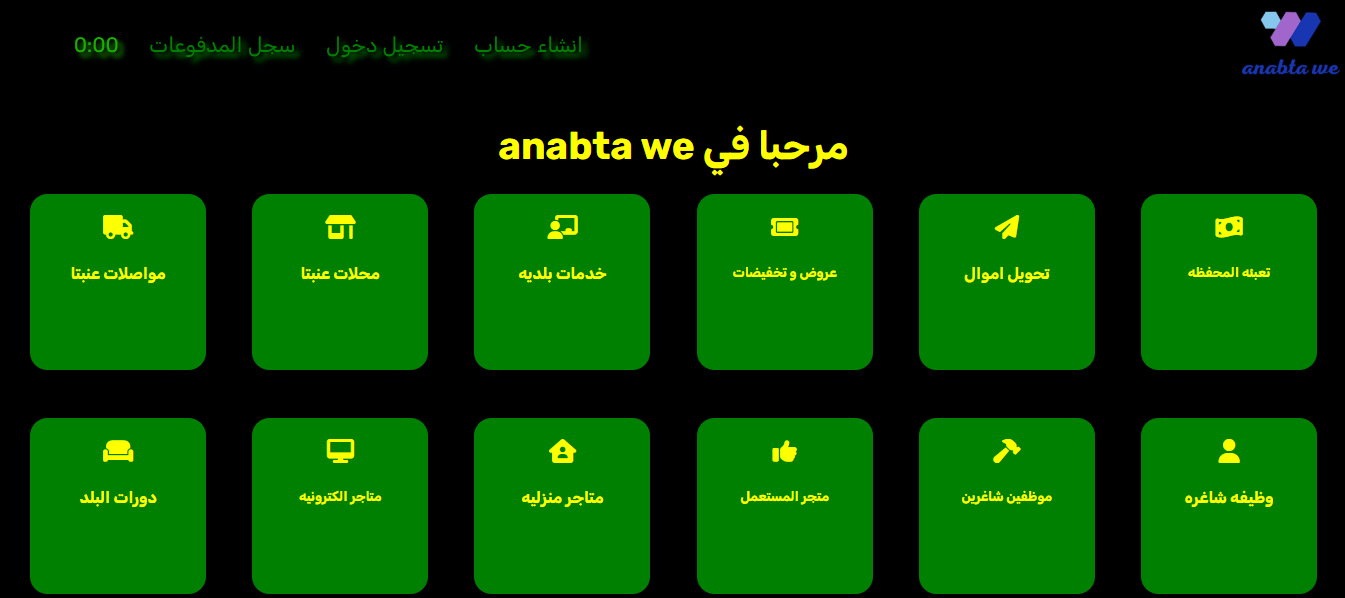 anabta we
انشاء حساب
تسجيل دخول
سجل المدفوعات
0:00
مرحبا في anabta we
تعبئه المحفظه
تحويل اموال
عروض و تخفيضات
خدمات بلديه
محلات عنبتا
مواصلات عنبتا
وظيفه شاغره
موظفين شاغرين
متجر المستعمل
متاجر منزليه
متاجر الكترونيه
دورات البلد